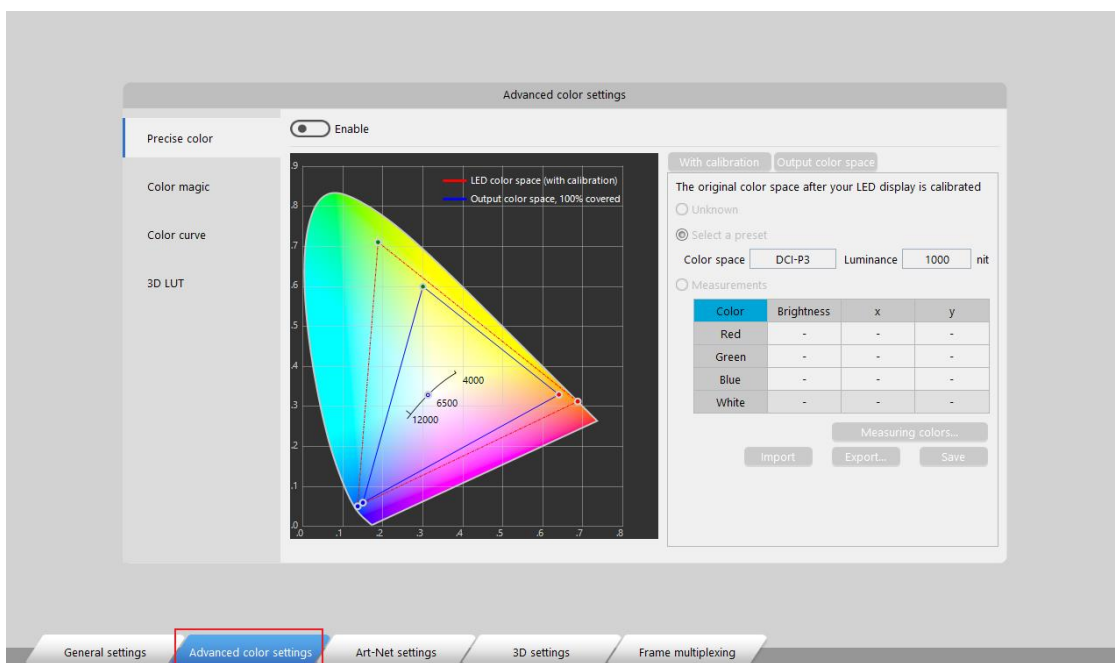 Advanced color settings
Precise color
Color magic
Color curve
3D LUT
Enable
.9
.8
.7
.6
.5
.4
.3
.2
.1
.0
.0 .1 .2 .3 .4 .5 .6 .7 .8
LED color space (with calibration)
Output color space, 100% covered
4000
6500
12000
With calibration Output color space
The original color space after your LED display is calibrated
Unknown
Select a preset
Color space DCI-P3 Luminance 1000 nit
Measurements
Color Brightness x y
Red - - -
Green - - -
Blue - - -
White - - -
Measuring colors...
Import Export... Save
General settings Advanced color settings Art-Net settings 3D settings Frame multiplexing